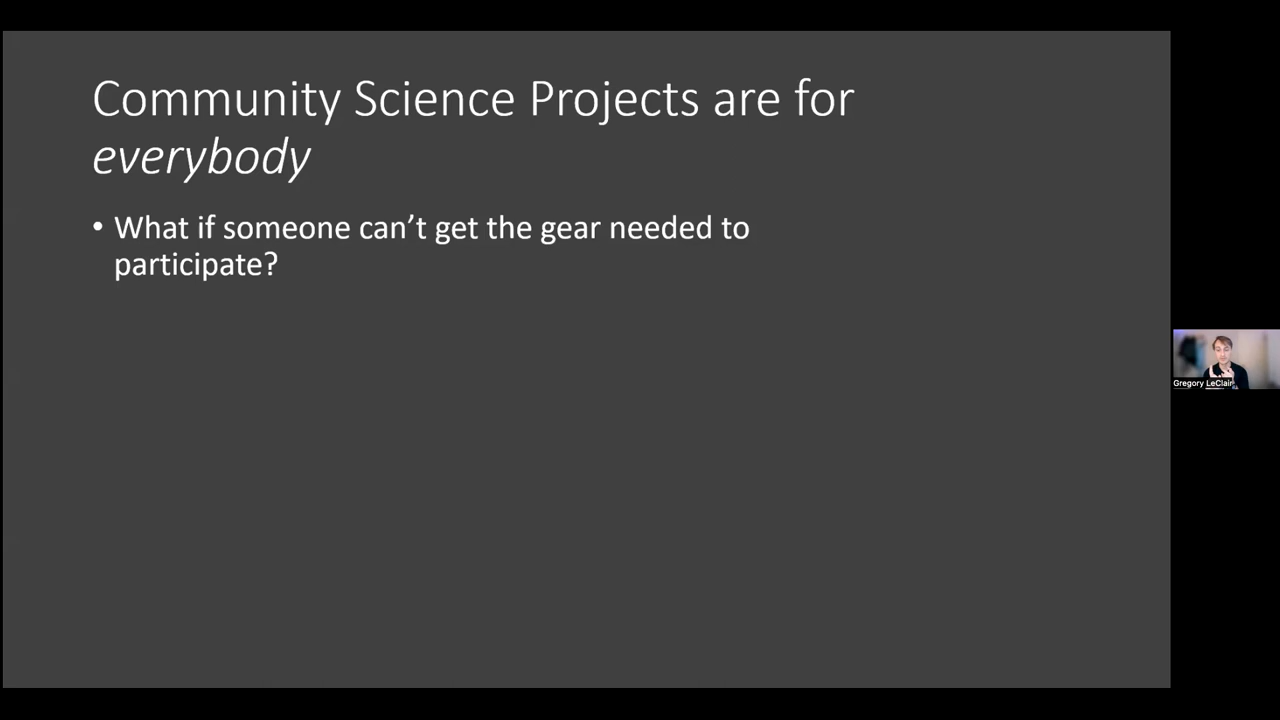 Community Science Projects are for
everybody
• What if someone can’t get the gear needed to
participate?
Gregory LeClair